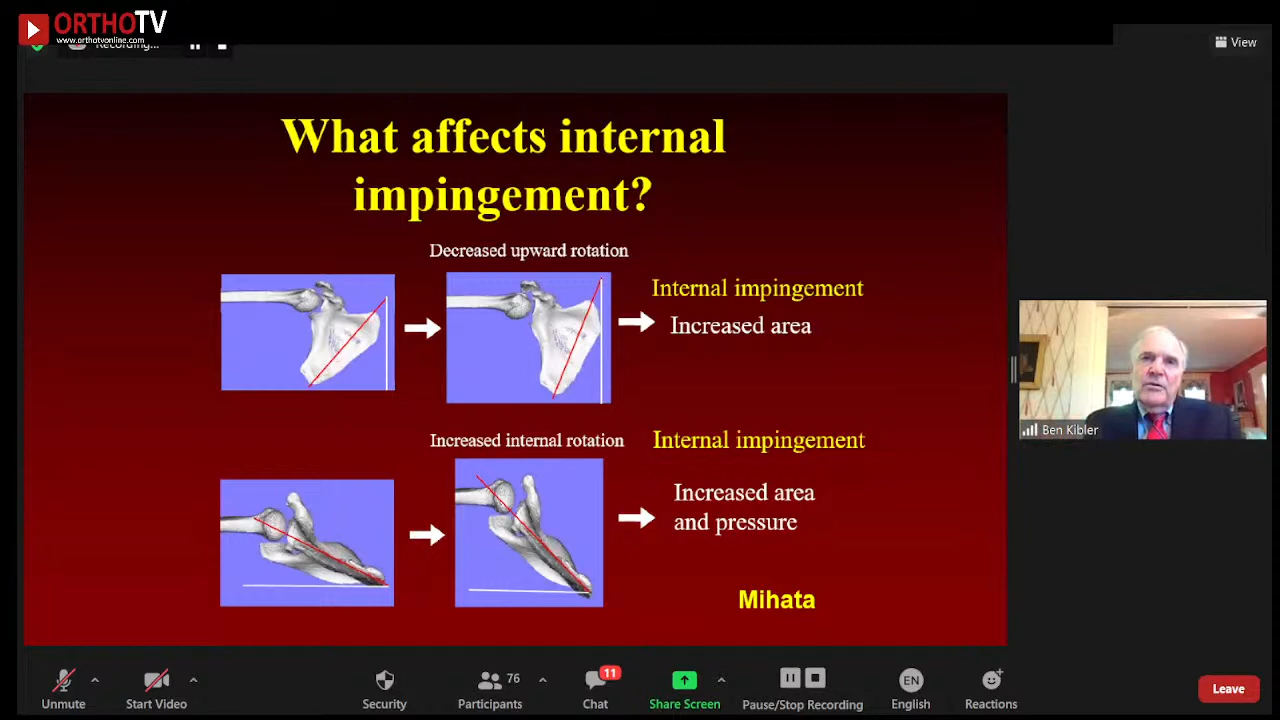 ORTHOTV
www.orthotvonline.com
Recording...
View
What affects internal
impingement?
Decreased upward rotation
Internal impingement
Increased area
Increased internal rotation
Internal impingement
Increased area
and pressure
Mihata
Ben Kibler
Unmute
Start Video
Security
76
Participants
11
Chat
Share Screen
Pause/Stop Recording
EN
English
Reactions
Leave